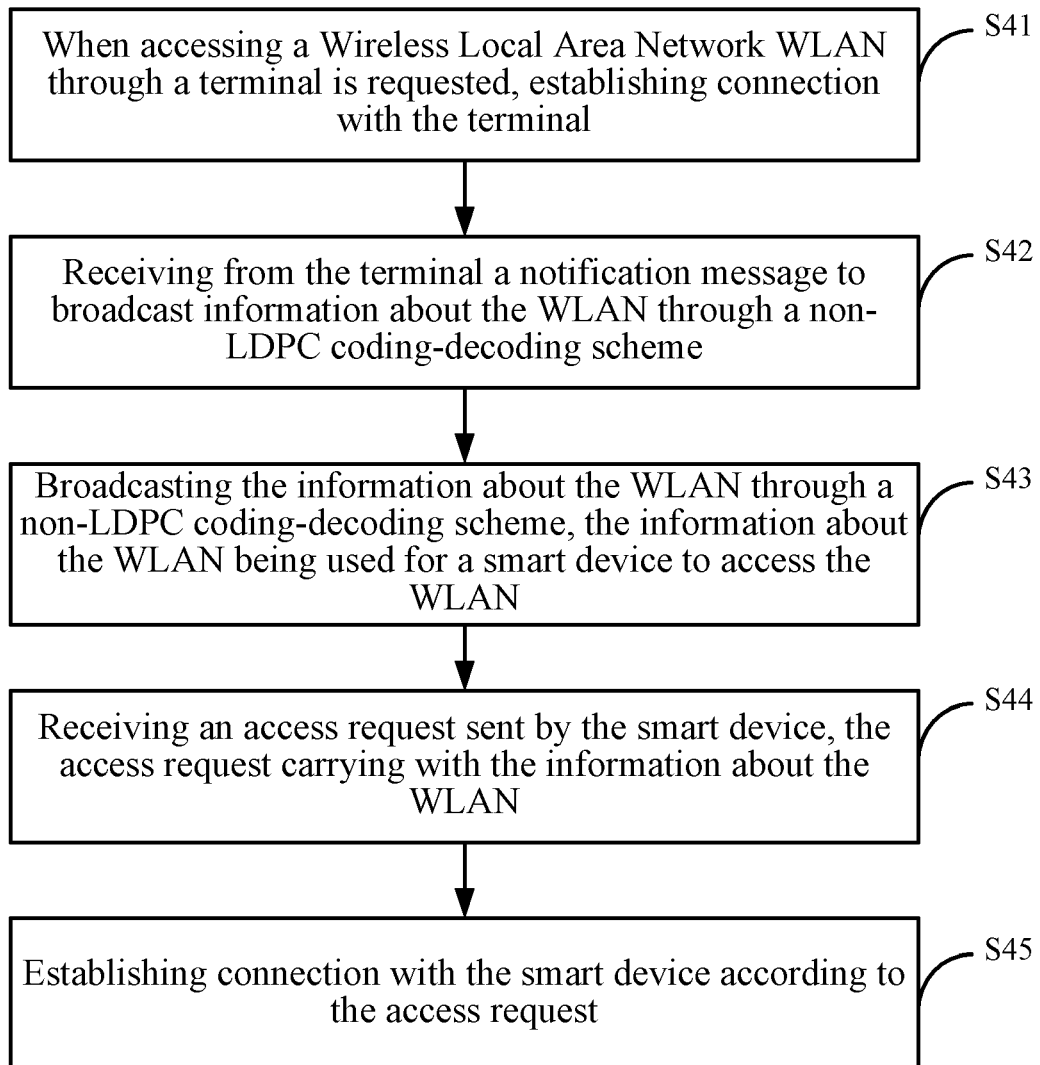 When accessing a Wireless Local Area Network WLAN
through a terminal is requested, establishing connection
with the terminal
S41
Receiving from the terminal a notification message to
broadcast information about the WLAN through a non-
LDPC coding-decoding scheme
S42
Broadcasting the information about the WLAN through a
non-LDPC coding-decoding scheme, the information about
the WLAN being used for a smart device to access the
WLAN
S43
Receiving an access request sent by the smart device, the
access request carrying with the information about the
WLAN
S44
Establishing connection with the smart device according to
the access request
S45